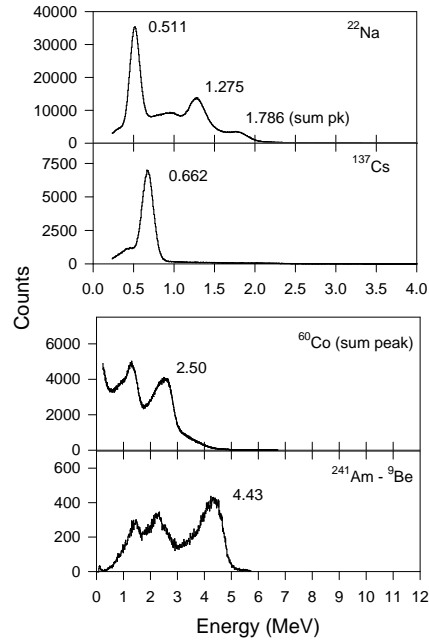 40000
30000
20000
10000
0
0.511
1.275
1.786 (sum pk)
²²Na
7500
5000
2500
0
0.662
¹³⁷Cs
0.0 0.5 1.0 1.5 2.0 2.5 3.0 3.5 4.0
Counts
6000
4000
2000
0
2.50
⁶⁰Co (sum peak)
600
400
200
0
4.43
²⁴¹Am - ⁹Be
0 1 2 3 4 5 6 7 8 9 10 11 12
Energy (MeV)